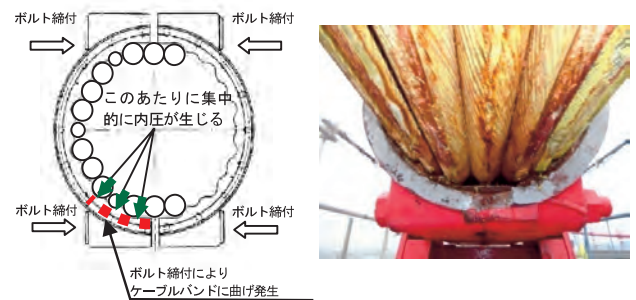 ボルト締付
ボルト締付
このあたりに集中
的に内圧が生じる
ボルト締付
ボルト締付
ボルト締付により
ケーブルバンドに曲げ発生